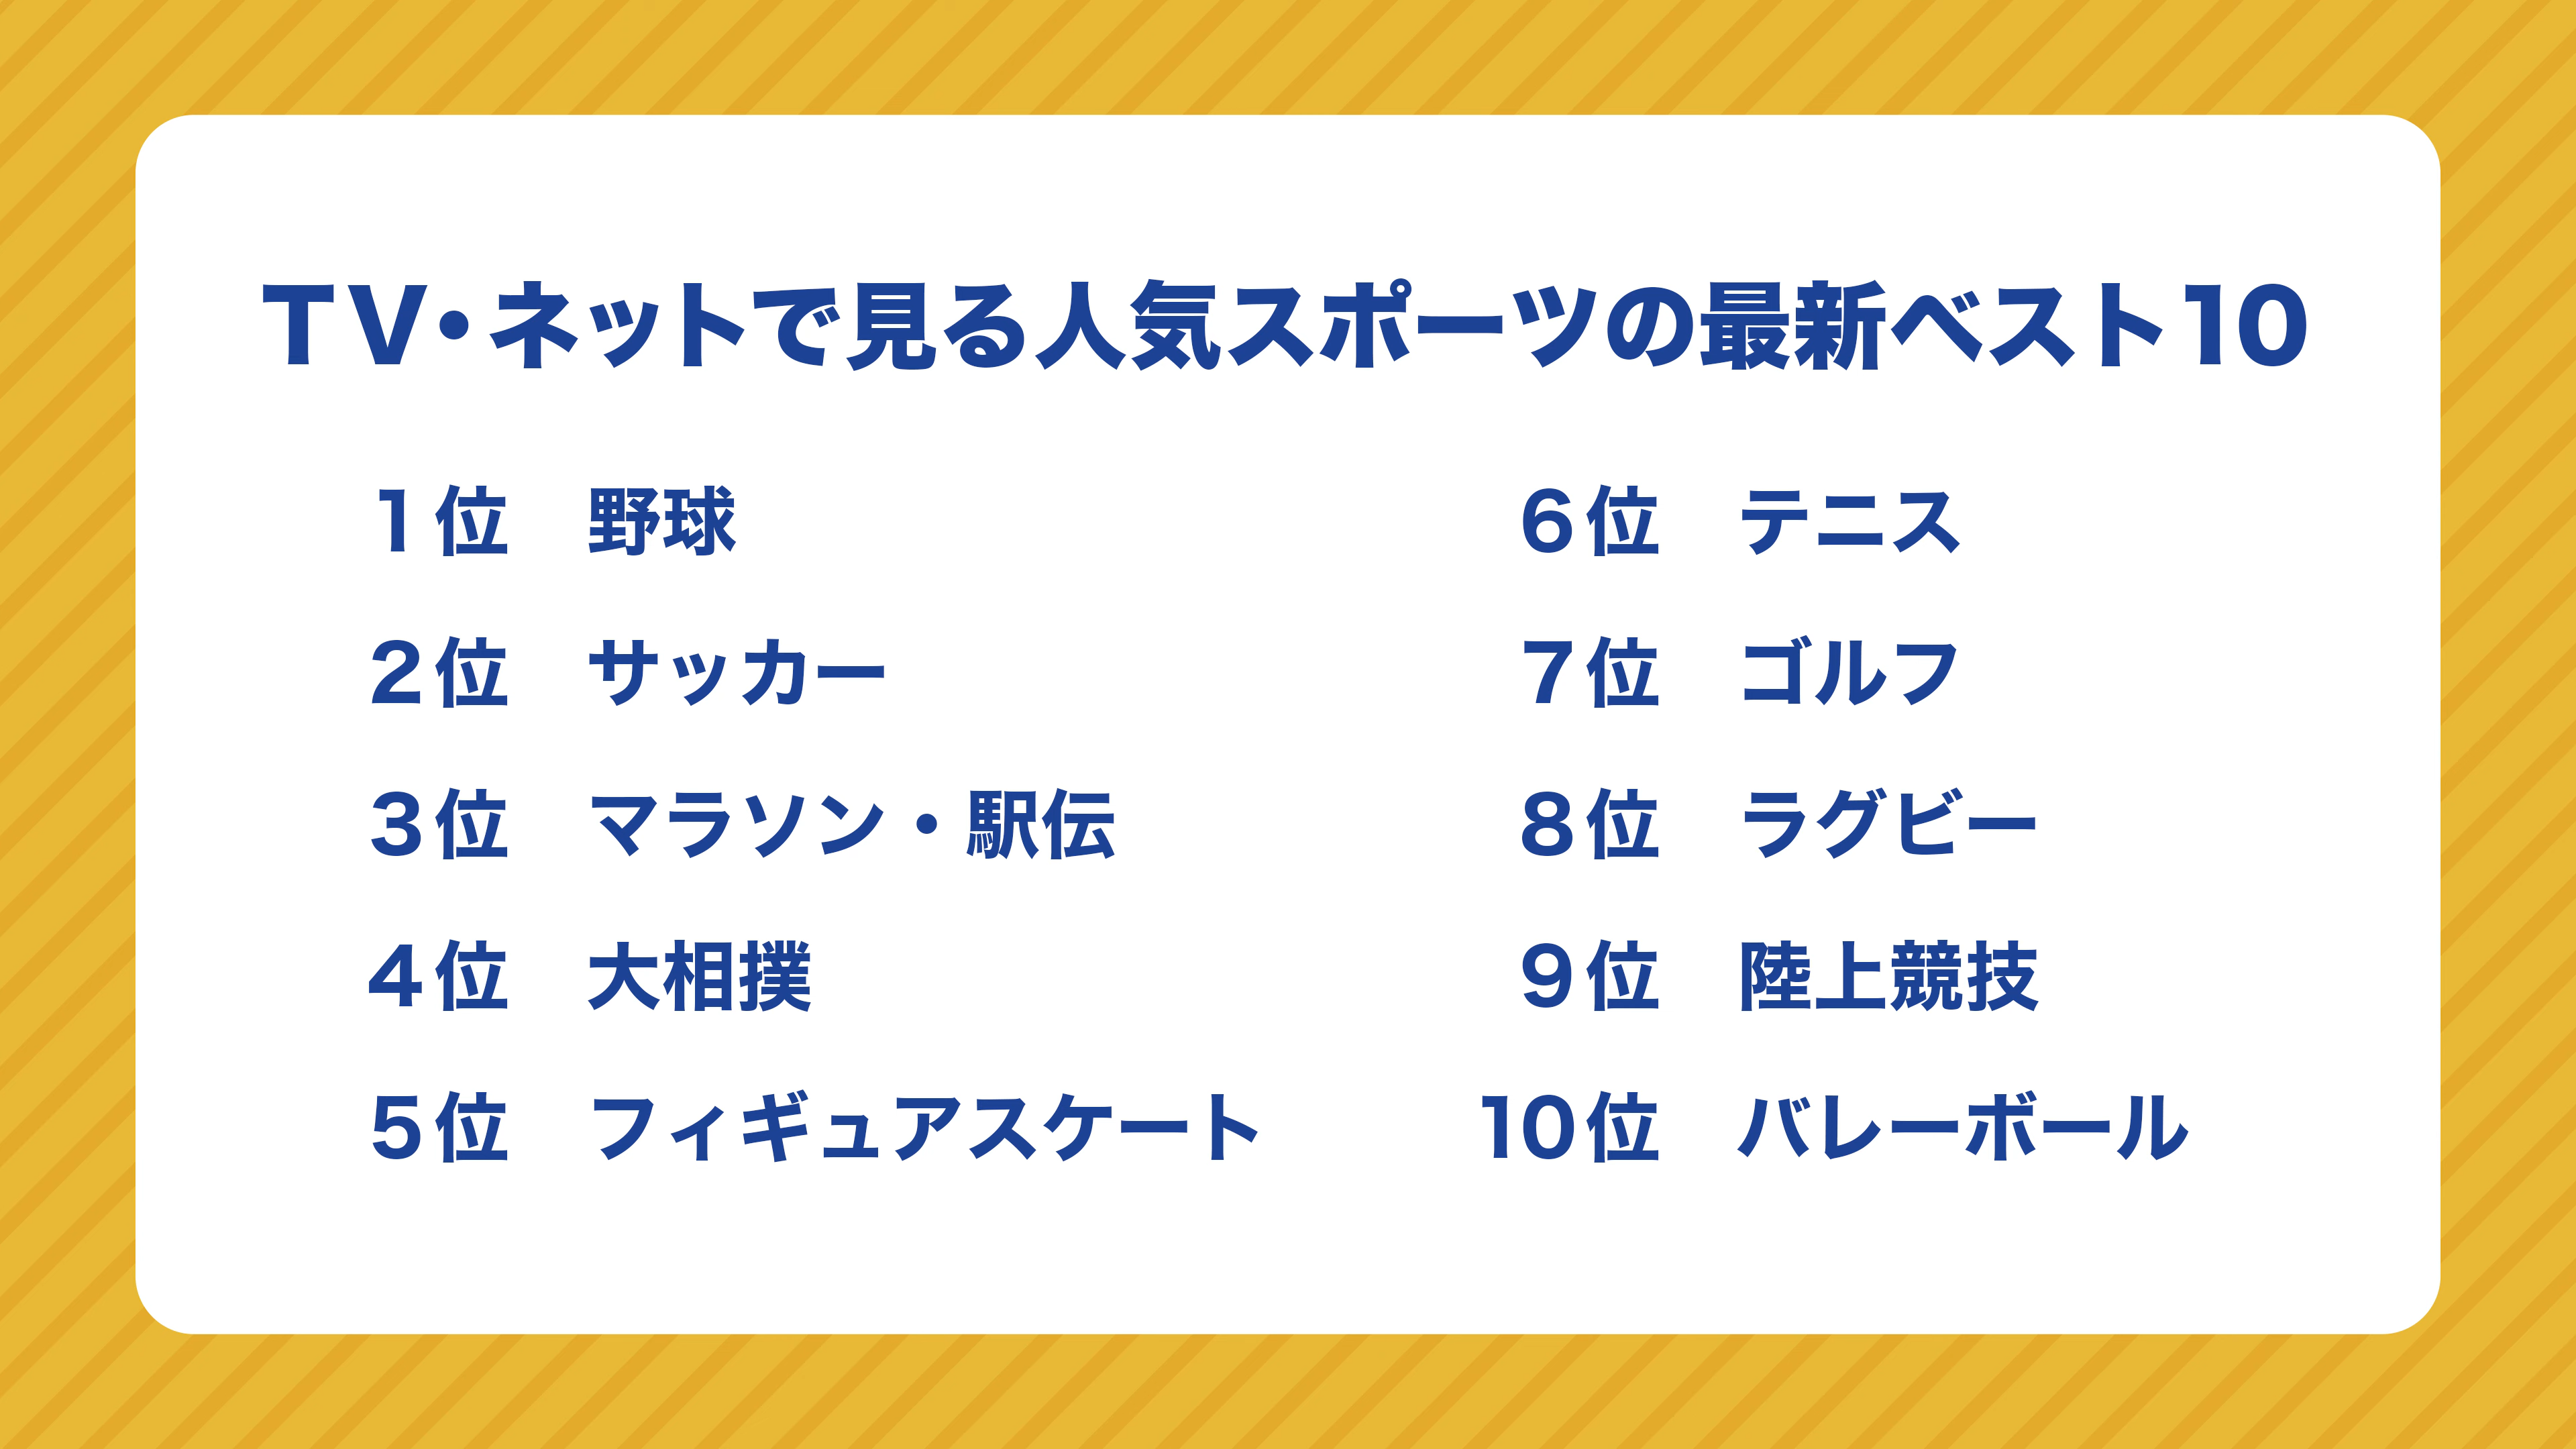 TV・ネットで見る人気スポーツの最新ベスト10
1位　野球
2位　サッカー
3位　マラソン・駅伝
4位　大相撲
5位　フィギュアスケート
6位　テニス
7位　ゴルフ
8位　ラグビー
9位　陸上競技
10位　バレーボール